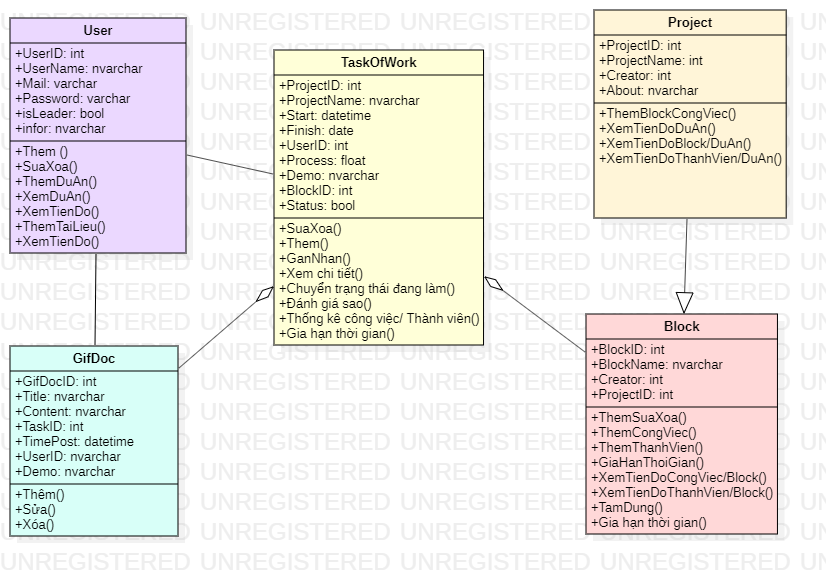 User
+UserID: int
+UserName: nvarchar
+Mail: varchar
+Password: varchar
+isLeader: bool
+infor: nvarchar
+Them ()
+SuaXoa()
+ThemDuAn()
+XemDuAn()
+XemTienDo()
+ThemTaiLieu()
+XemTienDo()
TaskOfWork
+ProjectID: int
+ProjectName: nvarchar
+Start: datetime
+Finish: date
+UserID: int
+Process: float
+Demo: nvarchar
+BlockID: int
+Status: bool
+SuaXoa()
+Them()
+GanNhan()
+Xem chi tiết()
+Chuyển trạng thái đang làm()
+Đánh giá sao()
+Thống kê công việc/ Thành viên()
+Gia hạn thời gian()
Project
+ProjectID: int
+ProjectName: int
+Creator: int
+About: nvarchar
+ThemBlockCongViec()
+XemTienDoDuAn()
+XemTienDoBlock/DuAn()
+XemTienDoThanhVien/DuAn()
GifDoc
+GifDocID: int
+Title: nvarchar
+Content: nvarchar
+TaskID: int
+TimePost: datetime
+UserID: nvarchar
+Demo: nvarchar
+Thêm()
+Sửa()
+Xóa()
Block
+BlockID: int
+BlockName: nvarchar
+Creator: int
+ProjectID: int
+ThemSuaXoa()
+ThemCongViec()
+ThemThanhVien()
+GiaHanThoiGian()
+XemTienDoCongViec/Block()
+XemTienDoThanhVien/Block()
+TamDung()
+Gia hạn thời gian()
UNREGISTERED